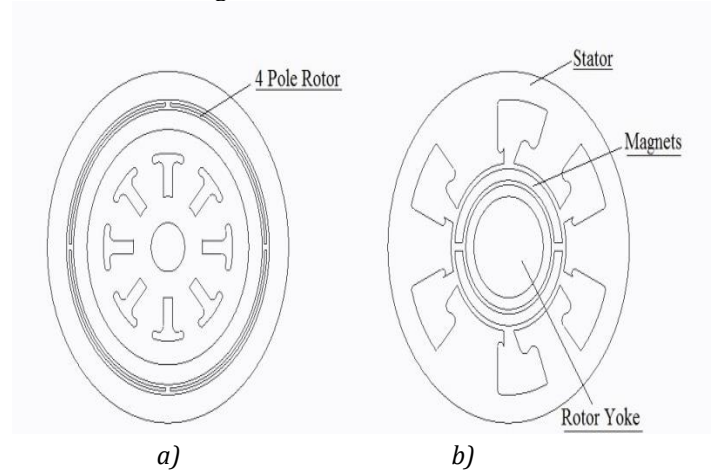 4 Pole Rotor
Stator
Magnets
Rotor Yoke
a)
b)